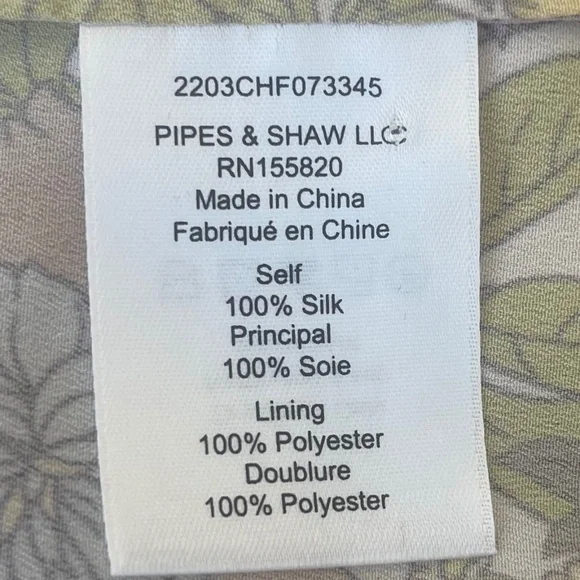 2203CHF073345
PIPES & SHAW LLC
RN155820
Made in China
Fabriqué en Chine
Self
100% Silk
Principal
100% Soie
Lining
100% Polyester
Doublure
100% Polyester